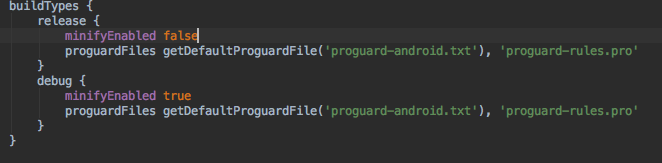 buildTypes {
    release {
        minifyEnabled false
        proguardFiles getDefaultProguardFile('proguard-android.txt'), 'proguard-rules.pro'
    }
    debug {
        minifyEnabled true
        proguardFiles getDefaultProguardFile('proguard-android.txt'), 'proguard-rules.pro'
    }
}